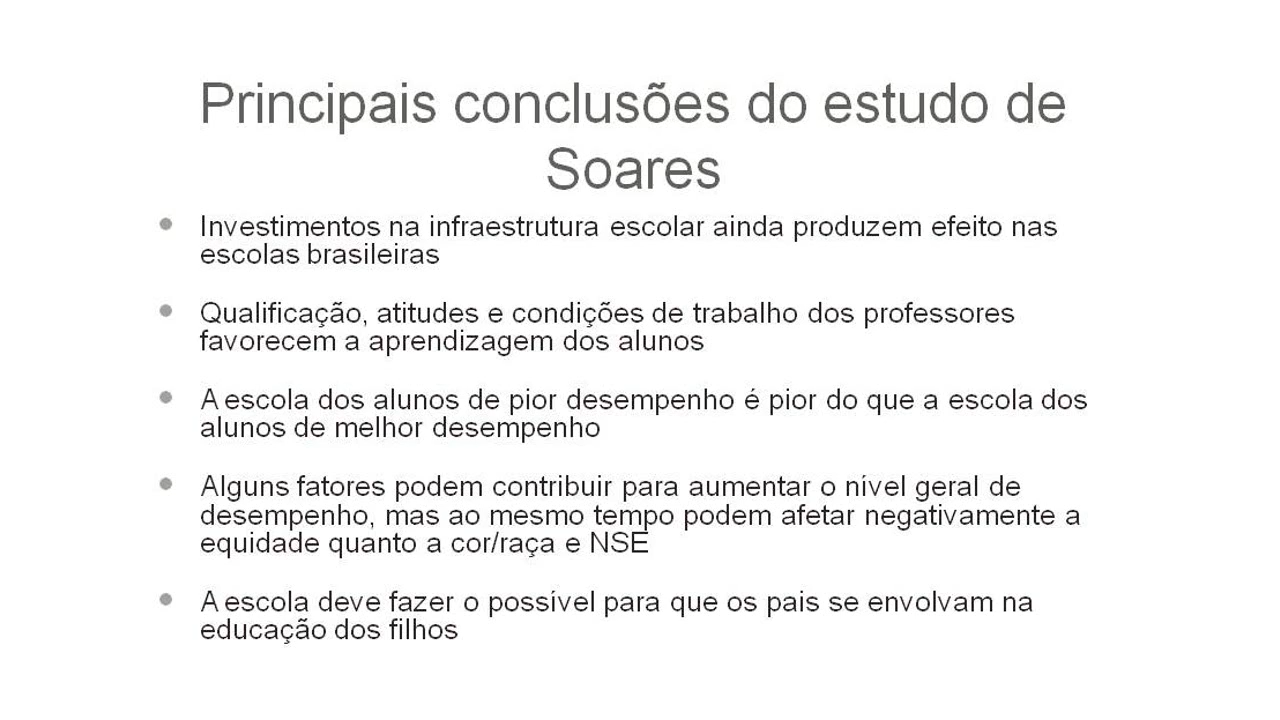 Principais conclusões do estudo de
Soares
• Investimentos na infraestrutura escolar ainda produzem efeito nas
escolas brasileiras
• Qualificação, atitudes e condições de trabalho dos professores
favorecem a aprendizagem dos alunos
• A escola dos alunos de pior desempenho é pior do que a escola dos
alunos de melhor desempenho
• Alguns fatores podem contribuir para aumentar o nível geral de
desempenho, mas ao mesmo tempo podem afetar negativamente a
equidade quanto a cor/raça e NSE
• A escola deve fazer o possível para que os pais se envolvam na
educação dos filhos